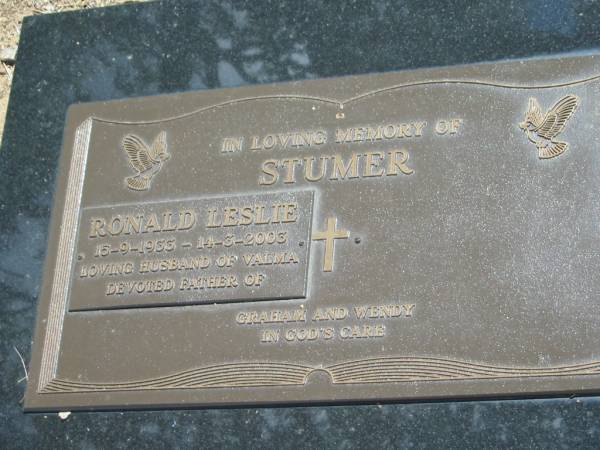 IN LOVING MEMORY OF
STUMER
RONALD LESLIE
15-9-1933 - 14-3-2003
LOVING HUSBAND OF VALMA
DEVOTED FATHER OF
GRAHAM AND WENDY
IN GOD'S CARE